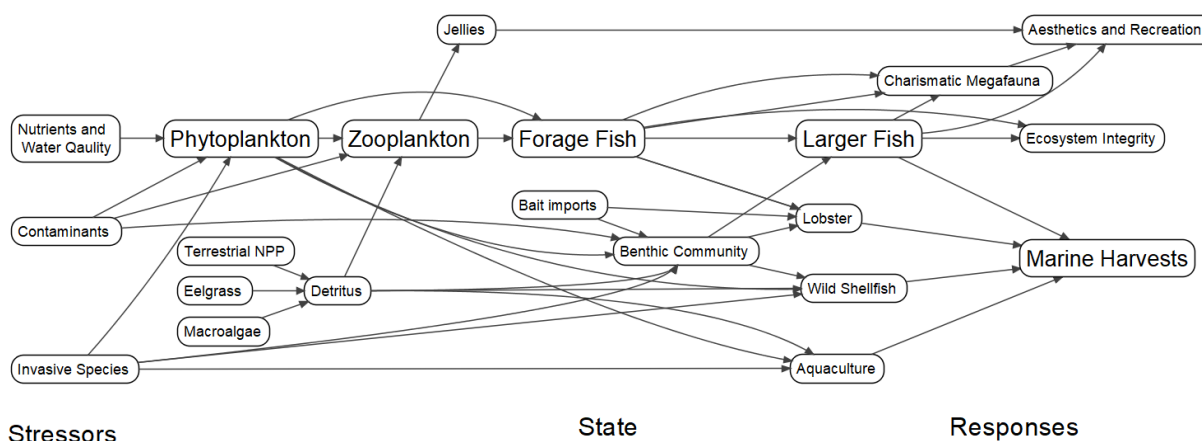 Jellies
Aesthetics and Recreation
Charismatic Megafauna
Nutrients and
Water Qaulity
Phytoplankton
Zooplankton
Forage Fish
Larger Fish
Ecosystem Integrity
Bait imports
Lobster
Contaminants
Terrestrial NPP
Benthic Community
Marine Harvests
Eelgrass
Detritus
Wild Shellfish
Macroalgae
Invasive Species
Aquaculture
Stressors
State
Responses